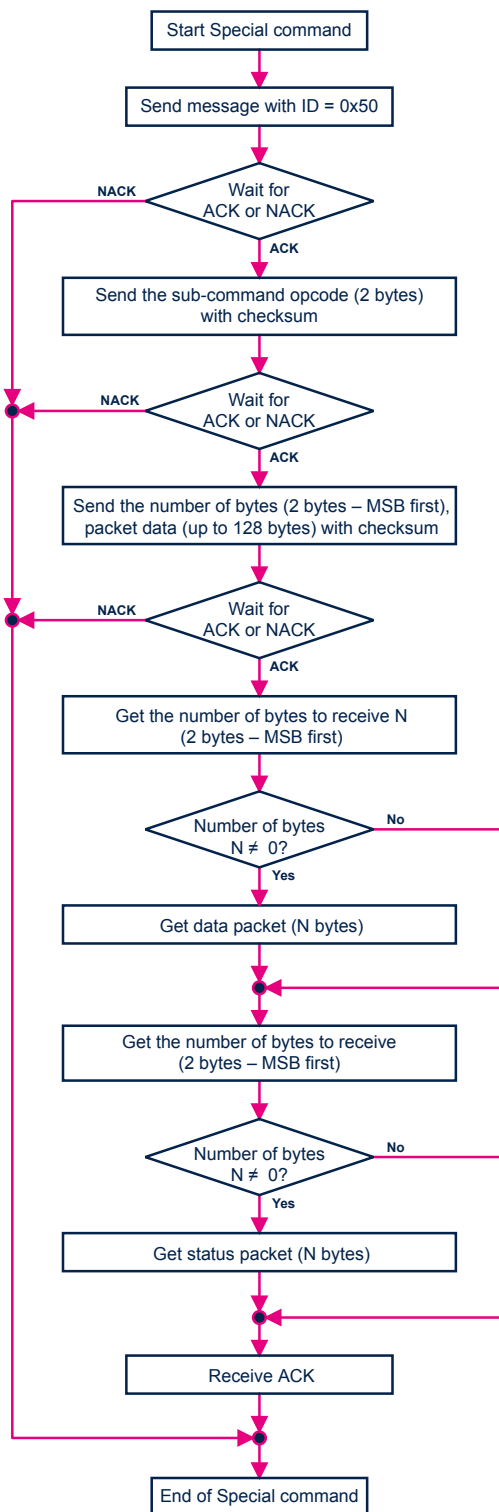 Start Special command
Send message with ID = 0x50
NACK
Wait for
ACK or NACK
ACK
Send the sub-command opcode (2 bytes)
with checksum
NACK
Wait for
ACK or NACK
ACK
Send the number of bytes (2 bytes – MSB first),
packet data (up to 128 bytes) with checksum
NACK
Wait for
ACK or NACK
ACK
Get the number of bytes to receive N
(2 bytes – MSB first)
Number of bytes
N ≠ 0?
No
Yes
Get data packet (N bytes)
Get the number of bytes to receive
(2 bytes – MSB first)
Number of bytes
N ≠ 0?
No
Yes
Get status packet (N bytes)
Receive ACK
End of Special command